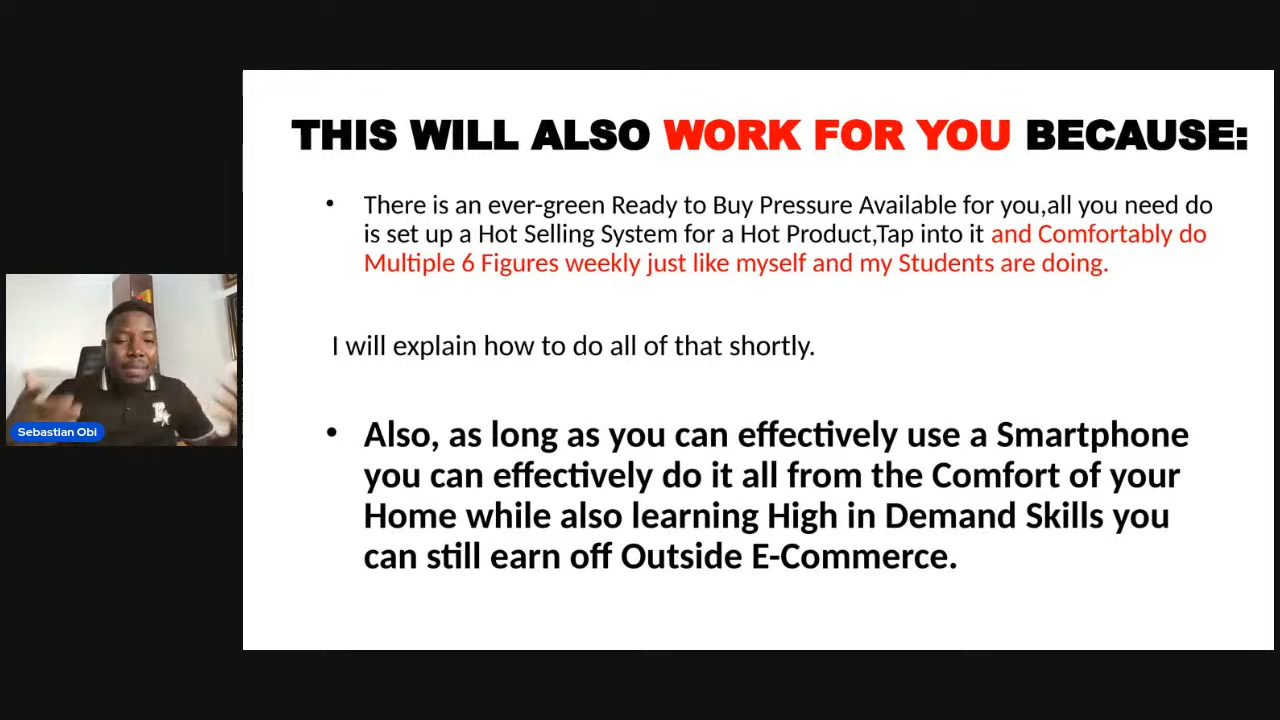 THIS WILL ALSO WORK FOR YOU BECAUSE:
• There is an ever-green Ready to Buy Pressure Available for you,all you need do
is set up a Hot Selling System for a Hot Product,Tap into it and Comfortably do
Multiple 6 Figures weekly just like myself and my Students are doing.
I will explain how to do all of that shortly.
• Also, as long as you can effectively use a Smartphone
you can effectively do it all from the Comfort of your
Home while also learning High in Demand Skills you
can still earn off Outside E-Commerce.
Sebastian Obi